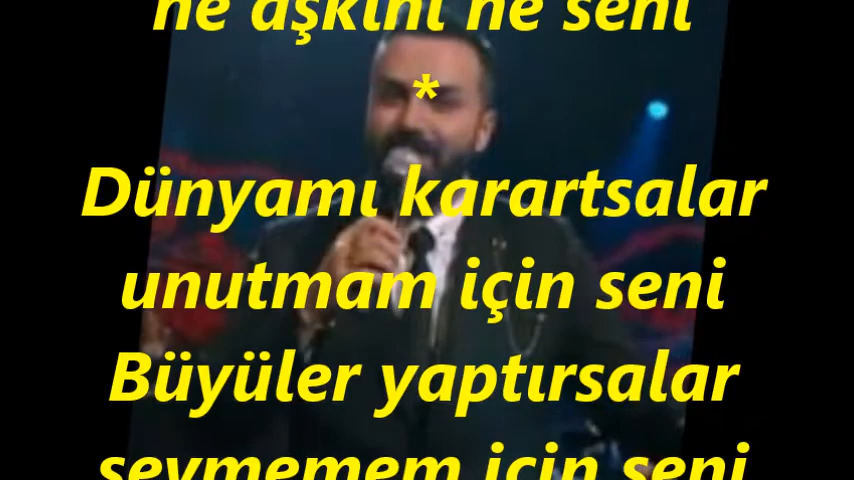 ne aşkını ne seni
*
Dünyamı karartsalar
unutmam için seni
Büyüler yaptırsalar
sevmemem için seni